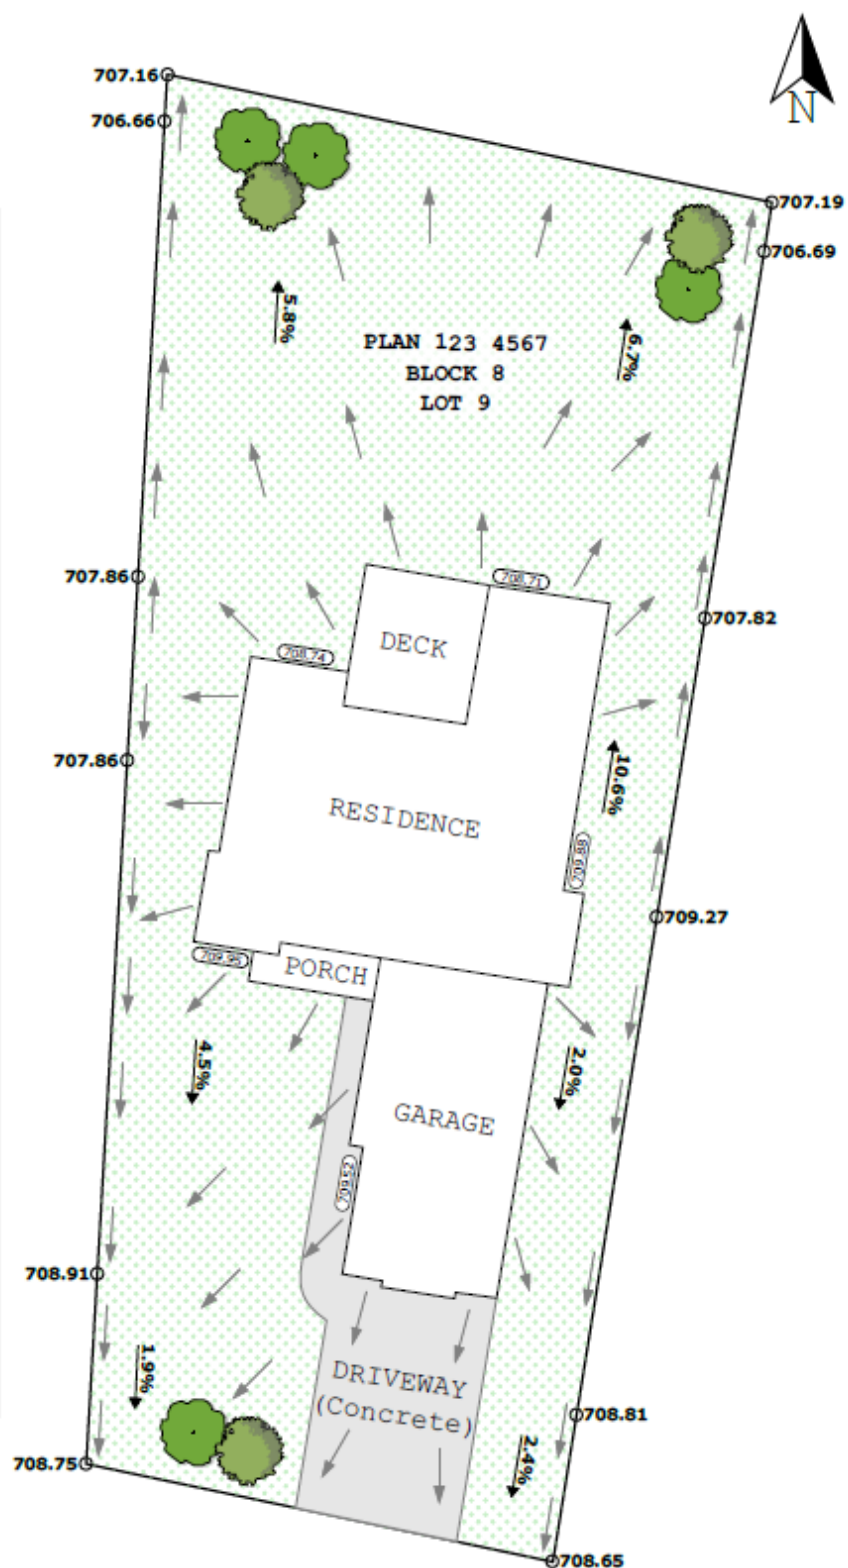 707.16
N
706.66
707.19
706.69
5.8%
PLAN 123 4567
BLOCK 8
LOT 9
6.7%
707.86
708.71
707.82
DECK
708.74
707.86
10.6%
RESIDENCE
709.88
709.27
709.95
PORCH
4.5%
2.0%
GARAGE
709.57
708.91
1.9%
DRIVEWAY
(Concrete)
708.81
2.4%
708.75
708.65